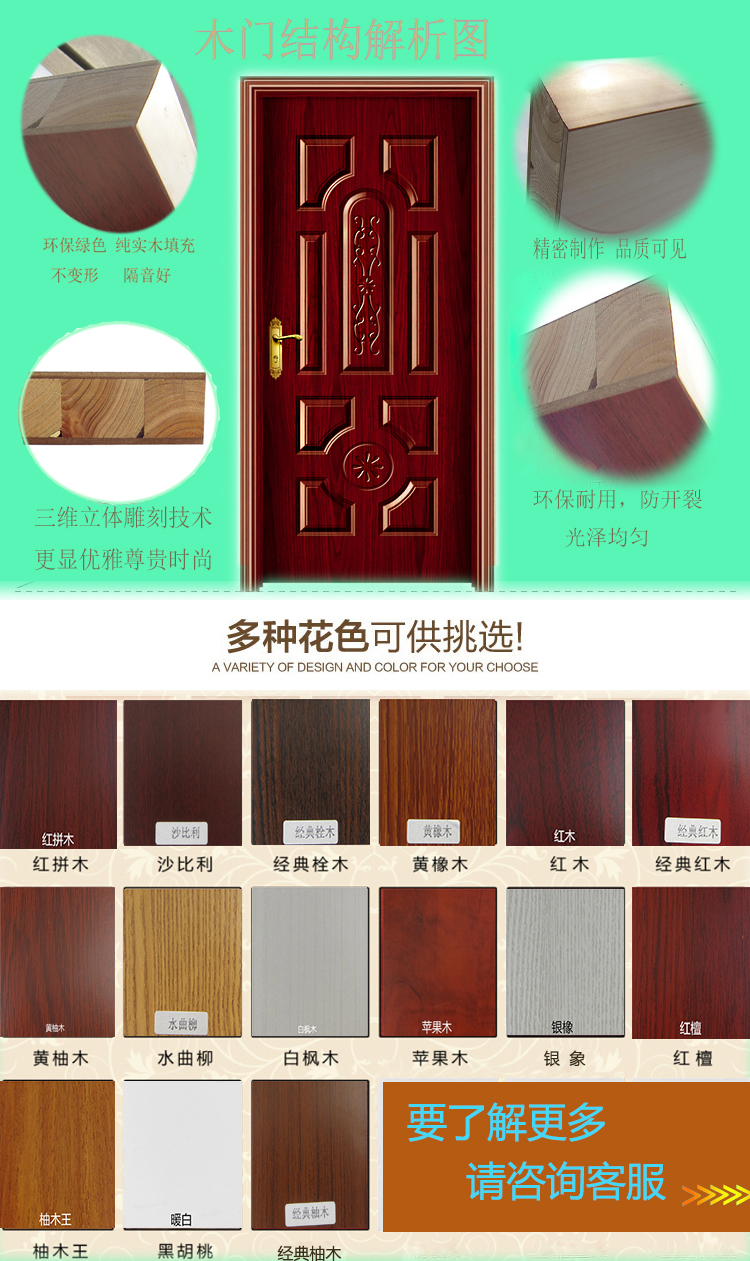 木门结构解析图
环保绿色 纯实木填充
不变形 隔音好
精密制作 品质可见
三维立体雕刻技术
更显优雅尊贵时尚
环保耐用，防开裂
光泽均匀
多种花色可供挑选!
A VARIETY OF DESIGN AND COLOR FOR YOUR CHOOSE
红拼木
沙比利
经典栓木
黄橡木
红木
经典红木
红拼木
沙比利
经典栓木
黄橡木
红木
经典红木
黄柚木
水曲柳
白枫木
苹果木
银橡
红檀
黄柚木
水曲柳
白枫木
苹果木
银象
红檀
柚木王
暖白
经典柚木
柚木王
黑胡桃
经典柚木
要了解更多
请咨询客服